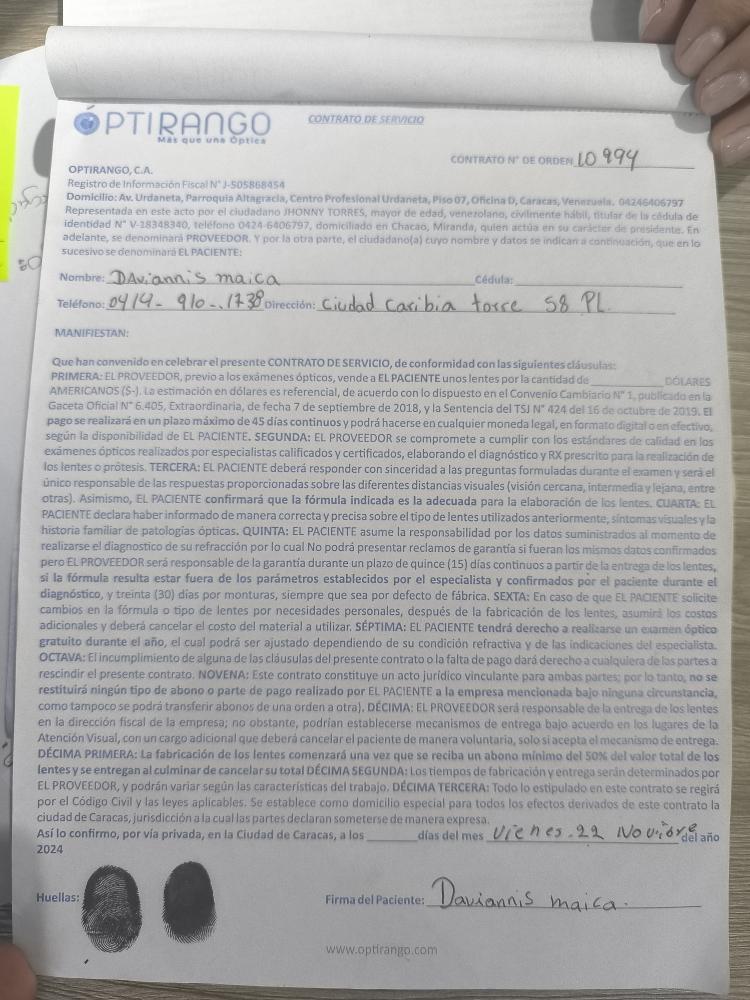 ÓPTIRANGO
Más que una Óptica
CONTRATO DE SERVICIO
CONTRATO N° DE ORDEN 10994
OPTIRANGO, C.A.
Registro de Información Fiscal N° J-505868454
Domicilio: Av. Urdaneta, Parroquia Altagracia, Centro Profesional Urdaneta, Piso 07, Oficina D, Caracas, Venezuela. 04246406797
Representada en este acto por el ciudadano JHONNY TORRES, mayor de edad, venezolano, civilmente hábil, titular de la cédula de
identidad N° V-18348340, teléfono 0424-6406797, domiciliado en Chacao, Miranda, quien actúa en su carácter de presidente. En
adelante, se denominará PROVEEDOR. Y por la otra parte, el ciudadano(a) cuyo nombre y datos se indican a continuación, que en lo
sucesivo se denominará EL PACIENTE:
Nombre: DAviannis maica Cédula:
Teléfono: 0414-910-.1738 Dirección: Ciudad Caribia torre 58 PL.
MANIFIESTAN:
Que han convenido en celebrar el presente CONTRATO DE SERVICIO, de conformidad con las siguientes cláusulas:
PRIMERA: EL PROVEEDOR, previo a los exámenes ópticos, vende a EL PACIENTE unos lentes por la cantidad de ____________ DÓLARES
AMERICANOS ($-). La estimación en dólares es referencial, de acuerdo con lo dispuesto en el Convenio Cambiario N° 1, publicado en la
Gaceta Oficial N° 6.405, Extraordinaria, de fecha 7 de septiembre de 2018, y la Sentencia del TSJ N° 424 del 16 de octubre de 2019. El
pago se realizará en un plazo máximo de 45 días continuos y podrá hacerse en cualquier moneda legal, en formato digital o en efectivo,
según la disponibilidad de EL PACIENTE. SEGUNDA: EL PROVEEDOR se compromete a cumplir con los estándares de calidad en los
exámenes ópticos realizados por especialistas calificados y certificados, elaborando el diagnóstico y RX prescrito para la realización de
los lentes o prótesis. TERCERA: EL PACIENTE deberá responder con sinceridad a las preguntas formuladas durante el examen y será el
único responsable de las respuestas proporcionadas sobre las diferentes distancias visuales (visión cercana, intermedia y lejana, entre
otras). Asimismo, EL PACIENTE confirmará que la fórmula indicada es la adecuada para la elaboración de los lentes. CUARTA: EL
PACIENTE declara haber informado de manera correcta y precisa sobre el tipo de lentes utilizados anteriormente, síntomas visuales y la
historia familiar de patologías ópticas. QUINTA: EL PACIENTE asume la responsabilidad por los datos suministrados al momento de
realizarse el diagnostico de su refracción por lo cual No podrá presentar reclamos de garantía si fueran los mismos datos confirmados
pero EL PROVEEDOR será responsable de la garantía durante un plazo de quince (15) días continuos a partir de la entrega de los lentes,
si la fórmula resulta estar fuera de los parámetros establecidos por el especialista y confirmados por el paciente durante el
diagnóstico, y treinta (30) días por monturas, siempre que sea por defecto de fábrica. SEXTA: En caso de que EL PACIENTE solicite
cambios en la fórmula o tipo de lentes por necesidades personales, después de la fabricación de los lentes, asumirá los costos
adicionales y deberá cancelar el costo del material a utilizar. SÉPTIMA: EL PACIENTE tendrá derecho a realizarse un examen óptico
gratuito durante el año, el cual podrá ser ajustado dependiendo de su condición refractiva y de las indicaciones del especialista.
OCTAVA: El incumplimiento de alguna de las cláusulas del presente contrato o la falta de pago dará derecho a cualquiera de las partes a
rescindir el presente contrato. NOVENA: Este contrato constituye un acto jurídico vinculante para ambas partes; por lo tanto, no se
restituirá ningún tipo de abono o parte de pago realizado por EL PACIENTE a la empresa mencionada bajo ninguna circunstancia,
como tampoco se podrá transferir abonos de una orden a otra). DÉCIMA: EL PROVEEDOR será responsable de la entrega de los lentes
en la dirección fiscal de la empresa; no obstante, podrían establecerse mecanismos de entrega bajo acuerdo en los lugares de la
Atención Visual, con un cargo adicional que deberá cancelar el paciente de manera voluntaria, solo si acepta el mecanismo de entrega.
DÉCIMA PRIMERA: La fabricación de los lentes comenzará una vez que se reciba un abono mínimo del 50% del valor total de los
lentes y se entregan al culminar de cancelar su total DÉCIMA SEGUNDA: Los tiempos de fabricación y entrega serán determinados por
EL PROVEEDOR, y podrán variar según las características del trabajo. DÉCIMA TERCERA: Todo lo estipulado en este contrato se regirá
por el Código Civil y las leyes aplicables. Se establece como domicilio especial para todos los efectos derivados de este contrato la
ciudad de Caracas, jurisdicción a la cual las partes declaran someterse de manera expresa.
Así lo confirmo, por vía privada, en la Ciudad de Caracas, a los ________ días del mes Vienes.22 Novibre del año
2024
Huellas: Firma del Paciente: Daviannis maica.
www.optirango.com